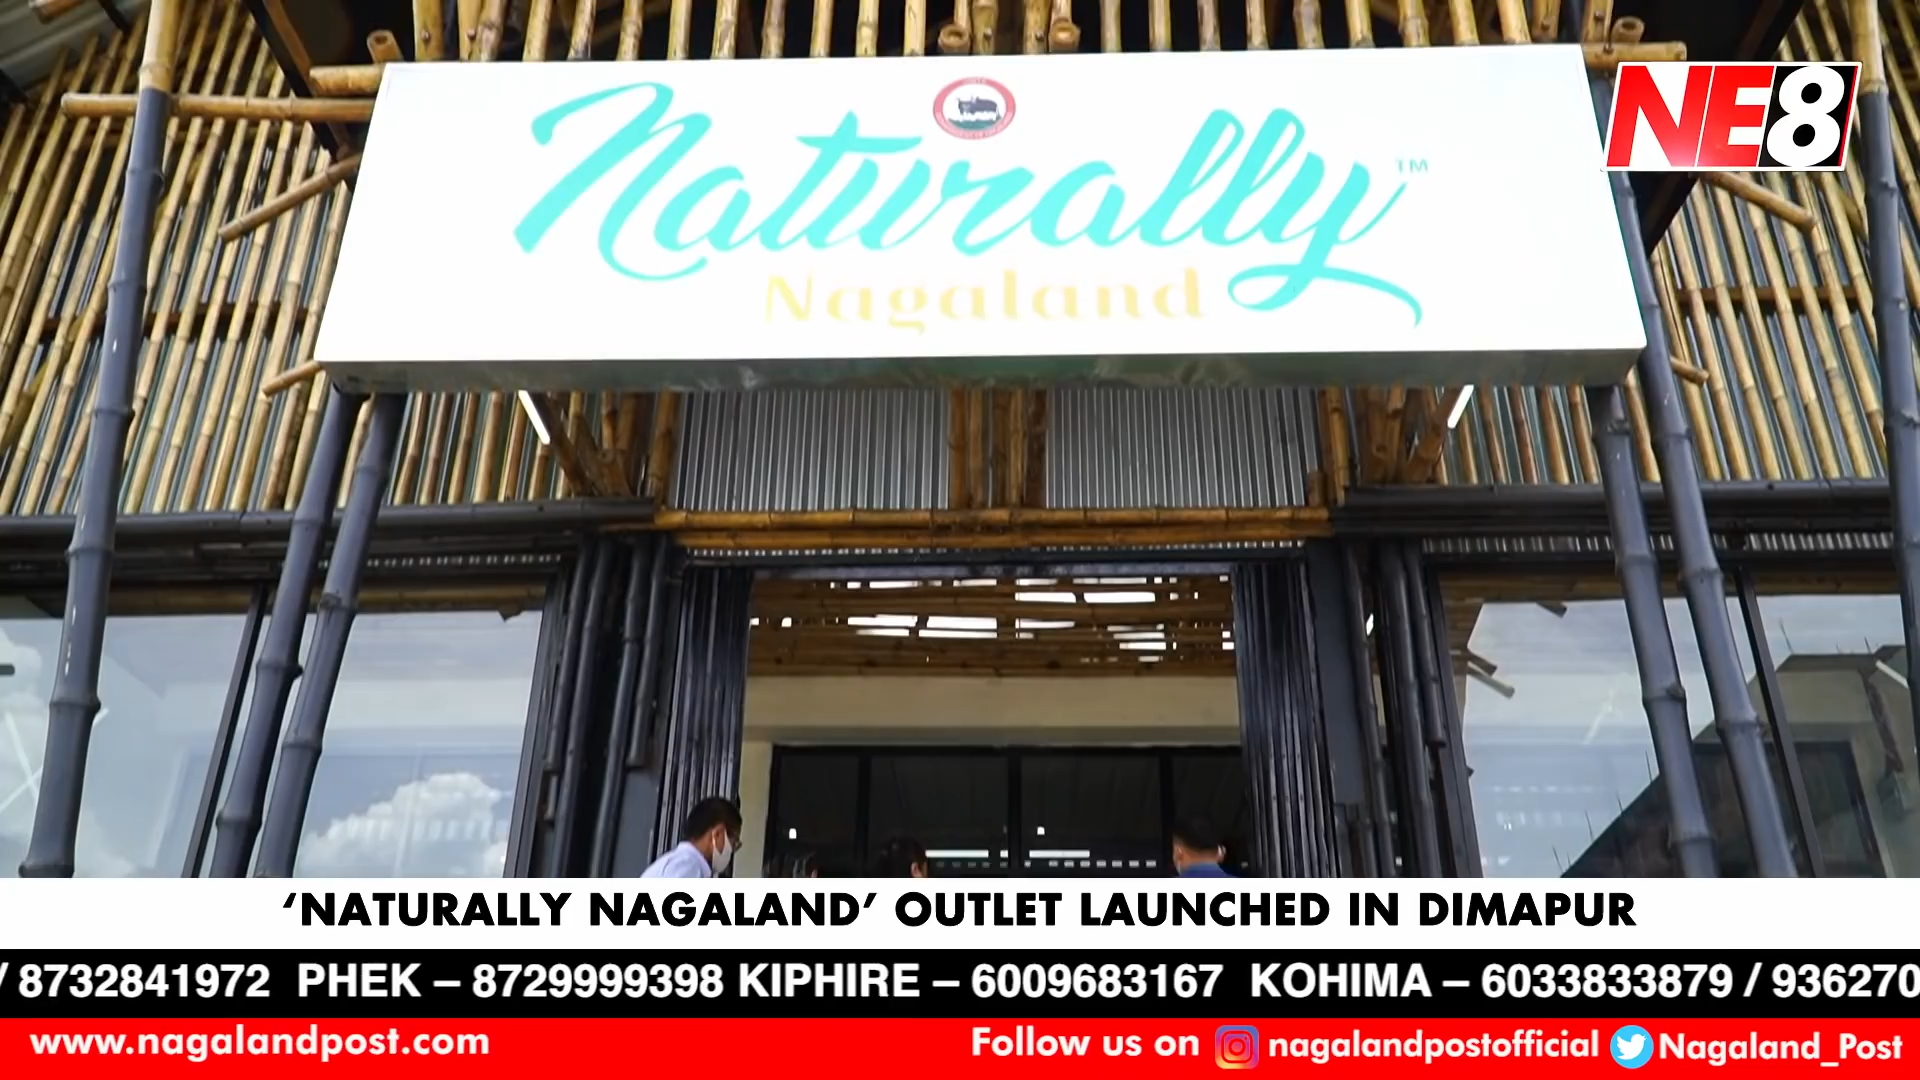 NE8
Naturally ™
Nagaland
‘NATURALLY NAGALAND’ OUTLET LAUNCHED IN DIMAPUR
/ 8732841972 PHEK – 8729999398 KIPHIRE – 6009683167 KOHIMA – 6033833879 / 936270
www.nagalandpost.com Follow us on nagalandpostofficial Nagaland_Post